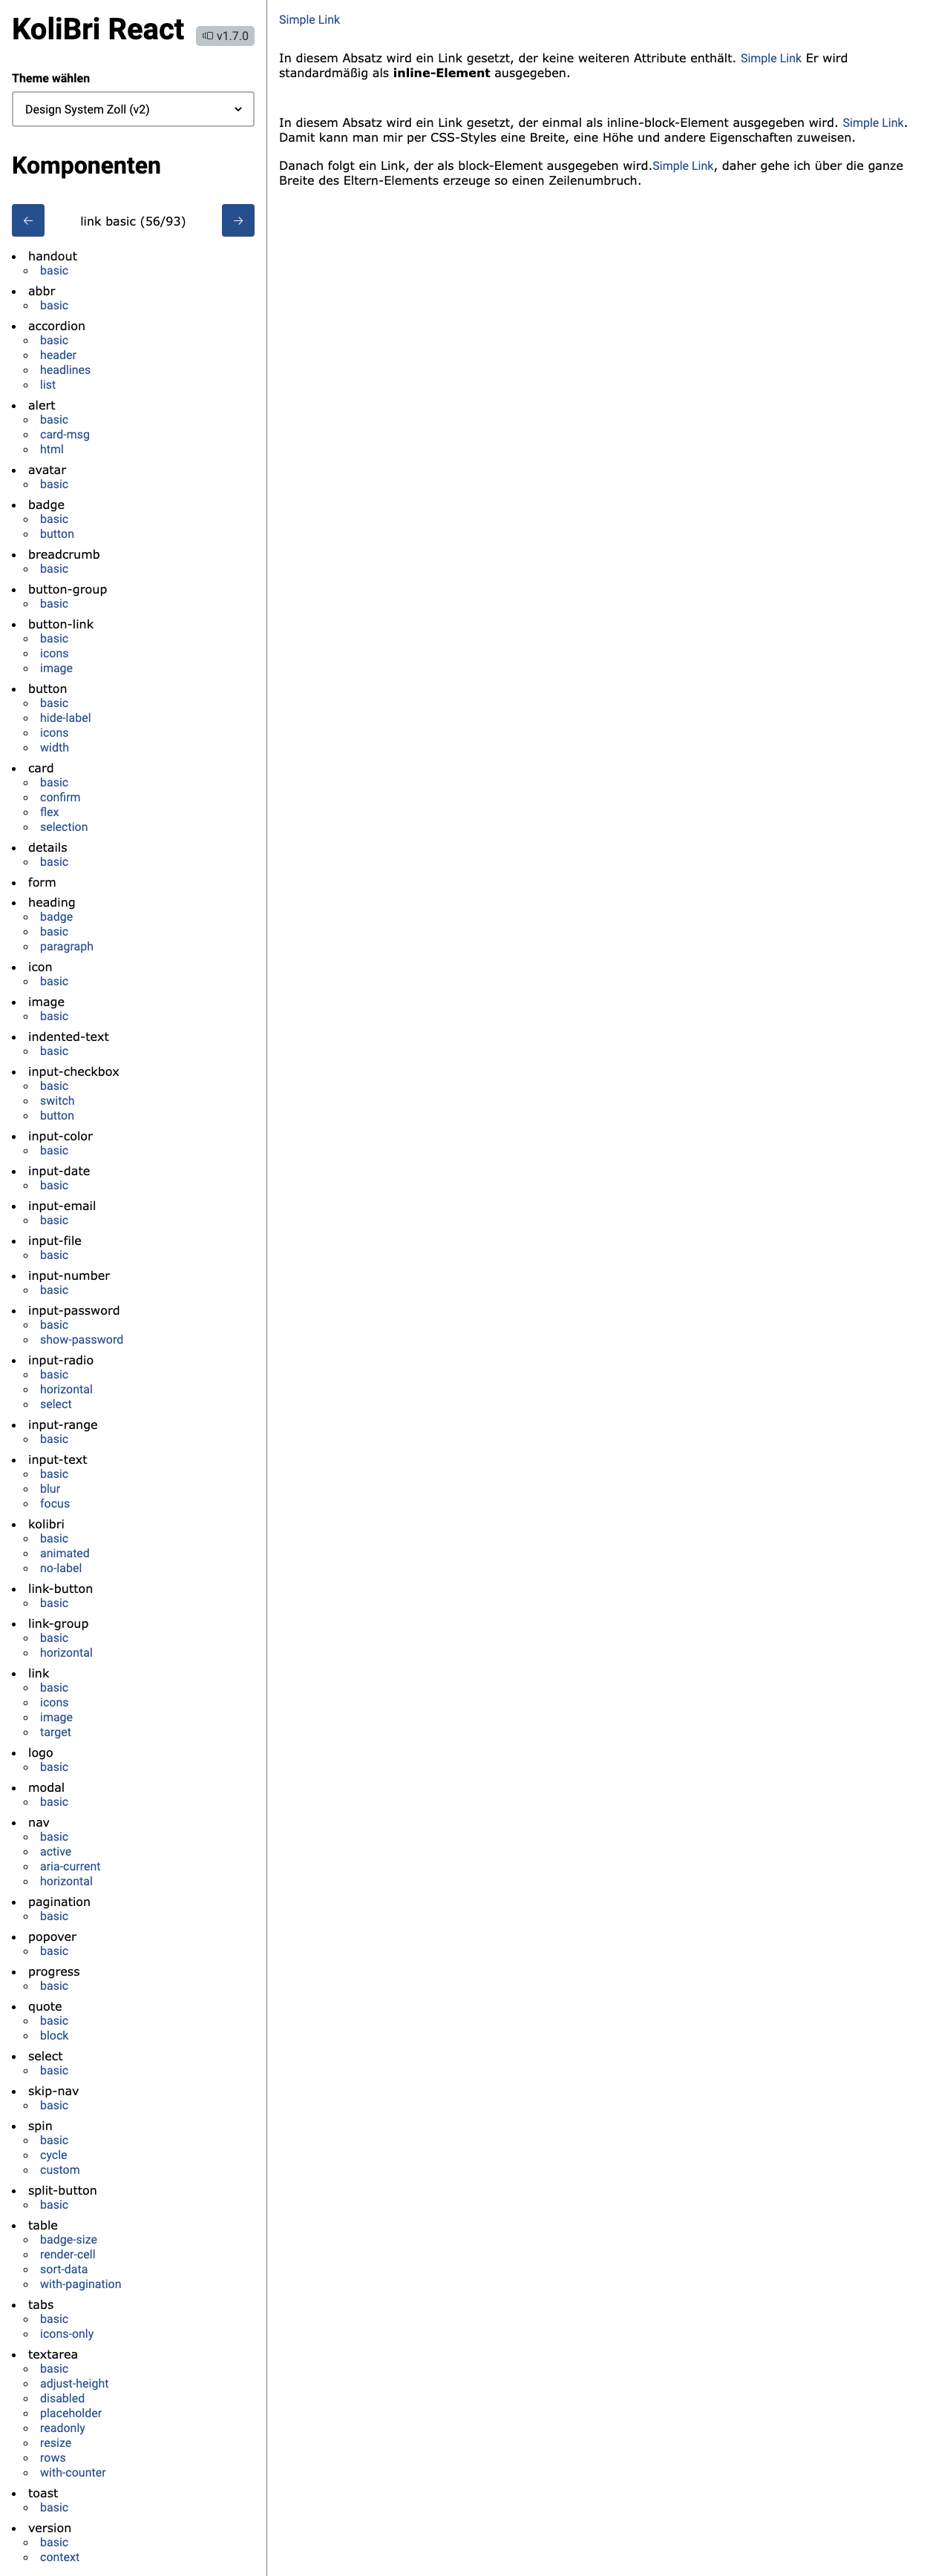 KoliBri React
v1.7.0
Theme wählen
Design System Zoll (v2)
Komponenten
link basic (56/93)
handout
basic
abbr
basic
accordion
basic
header
headlines
list
alert
basic
card-msg
html
avatar
basic
badge
basic
button
breadcrumb
basic
button-group
basic
button-link
basic
icons
image
button
basic
hide-label
icons
width
card
basic
confirm
flex
selection
details
basic
form
heading
badge
basic
paragraph
icon
basic
image
basic
indented-text
basic
input-checkbox
basic
switch
button
input-color
basic
input-date
basic
input-email
basic
input-file
basic
input-number
basic
input-password
basic
show-password
input-radio
basic
horizontal
select
input-range
basic
input-text
basic
blur
focus
kolibri
basic
animated
no-label
link-button
basic
link-group
basic
horizontal
link
basic
icons
image
target
logo
basic
modal
basic
nav
basic
active
aria-current
horizontal
pagination
basic
popover
basic
progress
basic
quote
basic
block
select
basic
skip-nav
basic
spin
basic
cycle
custom
split-button
basic
table
badge-size
render-cell
sort-data
with-pagination
tabs
basic
icons-only
textarea
basic
adjust-height
disabled
placeholder
readonly
resize
rows
with-counter
toast
basic
version
basic
context
Simple Link
In diesem Absatz wird ein Link gesetzt, der keine weiteren Attribute enthält. Simple Link Er wird
standardmäßig als inline-Element ausgegeben.
In diesem Absatz wird ein Link gesetzt, der einmal als inline-block-Element ausgegeben wird. Simple Link.
Damit kann man mir per CSS-Styles eine Breite, eine Höhe und andere Eigenschaften zuweisen.
Danach folgt ein Link, der als block-Element ausgegeben wird.Simple Link, daher gehe ich über die ganze
Breite des Eltern-Elements erzeuge so einen Zeilenumbruch.